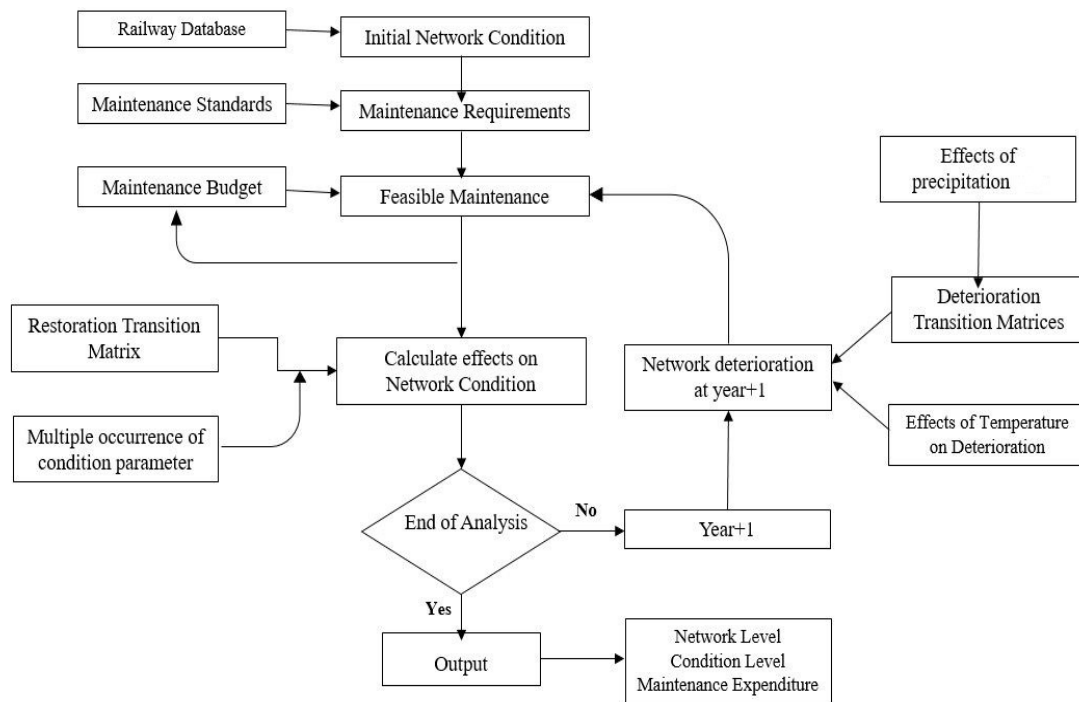 Railway Database
Initial Network Condition
Maintenance Standards
Maintenance Requirements
Maintenance Budget
Feasible Maintenance
Effects of
precipitation
Restoration Transition
Matrix
Calculate effects on
Network Condition
Network deterioration
at year+1
Deterioration
Transition Matrices
Multiple occurrence of
condition parameter
Effects of Temperature
on Deterioration
End of Analysis
No
Year+1
Yes
Output
Network Level
Condition Level
Maintenance Expenditure